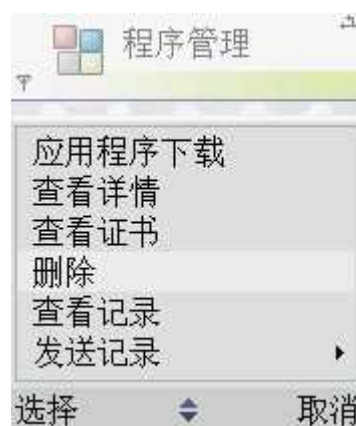 程序管理
应用程序下载
查看详情
查看证书
删除
查看记录
发送记录
选择 取消